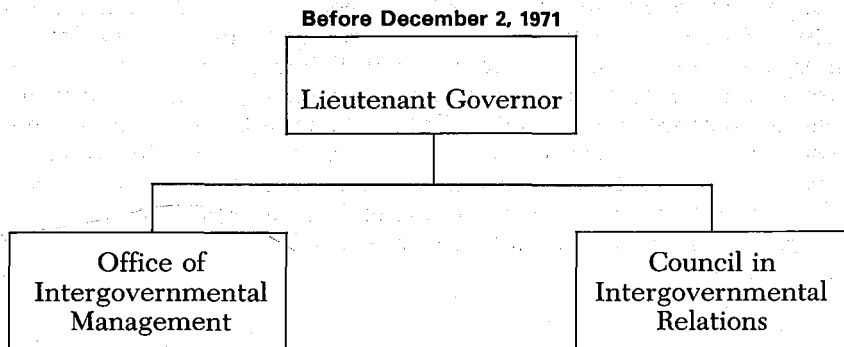 Before December 2, 1971
Lieutenant Governor
Office of
Intergovernmental
Management
Council in
Intergovernmental
Relations